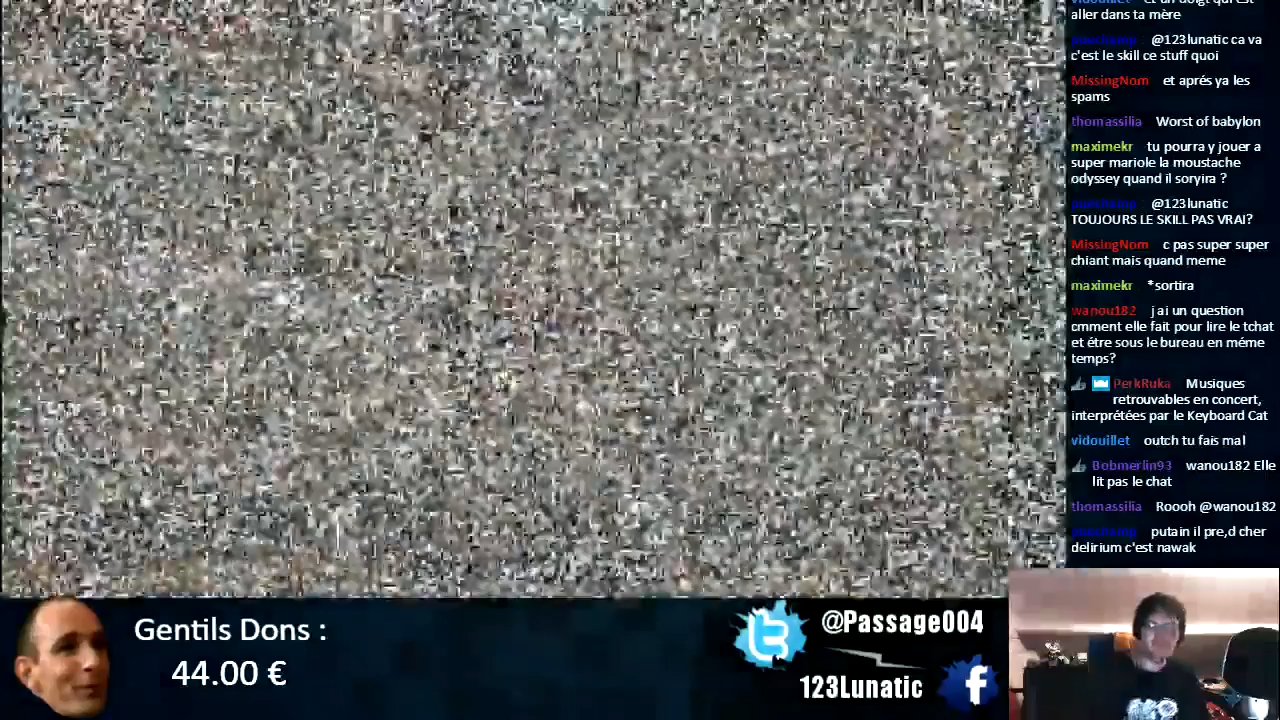 aller dans ta mère
@123lunatic ca va
c'est le skill ce stuff quoi
MissingNom et aprés ya les
spams
thomassilia Worst of babylon
maximekr tu pourra y jouer a
super mariole la moustache
odyssey quand il soryira ?
@123lunatic
TOUJOURS LE SKILL PAS VRAI?
MissingNom c pas super super
chiant mais quand meme
maximekr *sortira
wanou182 j ai un question
cmment elle fait pour lire le tchat
et étre sous le bureau en méme
temps?
PerkRuka Musiques
retrouvables en concert,
interprétées par le Keyboard Cat
vidouillet outch tu fais mal
Bobmerlin93 wanou182 Elle
lit pas le chat
thomassilia Roooh @wanou182
putain il pre,d cher
delirium c'est nawak
Gentils Dons :
44.00 €
@Passage004
123Lunatic